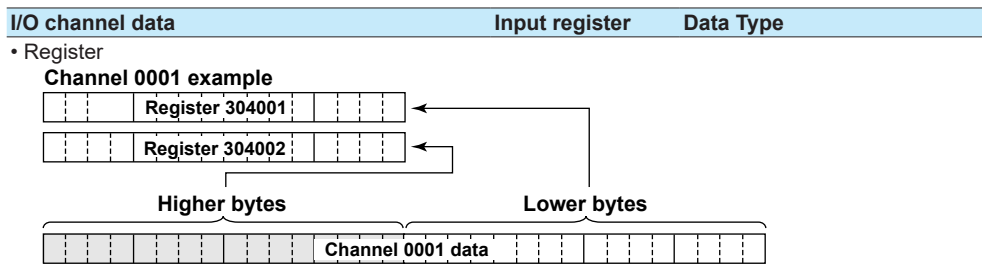 I/O channel data Input register Data Type
• Register
Channel 0001 example
Register 304001
Register 304002
Higher bytes Lower bytes
Channel 0001 data